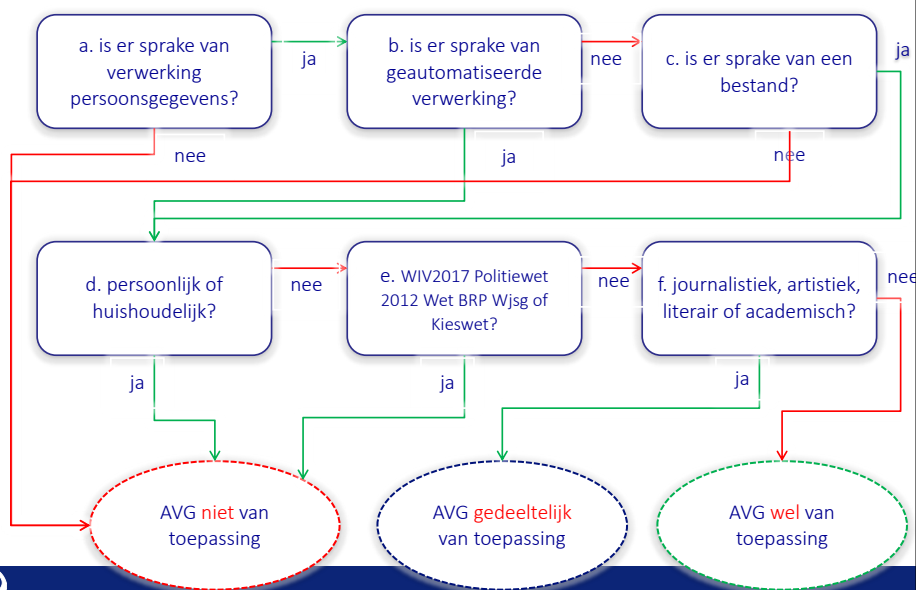 a. is er sprake van
verwerking
persoonsgegevens?
ja
b. is er sprake van
geautomatiseerde
verwerking?
nee
c. is er sprake van een
bestand?
ja
nee
ja
nee
d. persoonlijk of
huishoudelijk?
nee
e. WIV2017 Politiewet
2012 Wet BRP Wjsg of
Kieswet?
nee
f. journalistiek, artistiek,
literair of academisch?
nee
ja
ja
ja
AVG niet van
toepassing
AVG gedeeltelijk
van toepassing
AVG wel van
toepassing